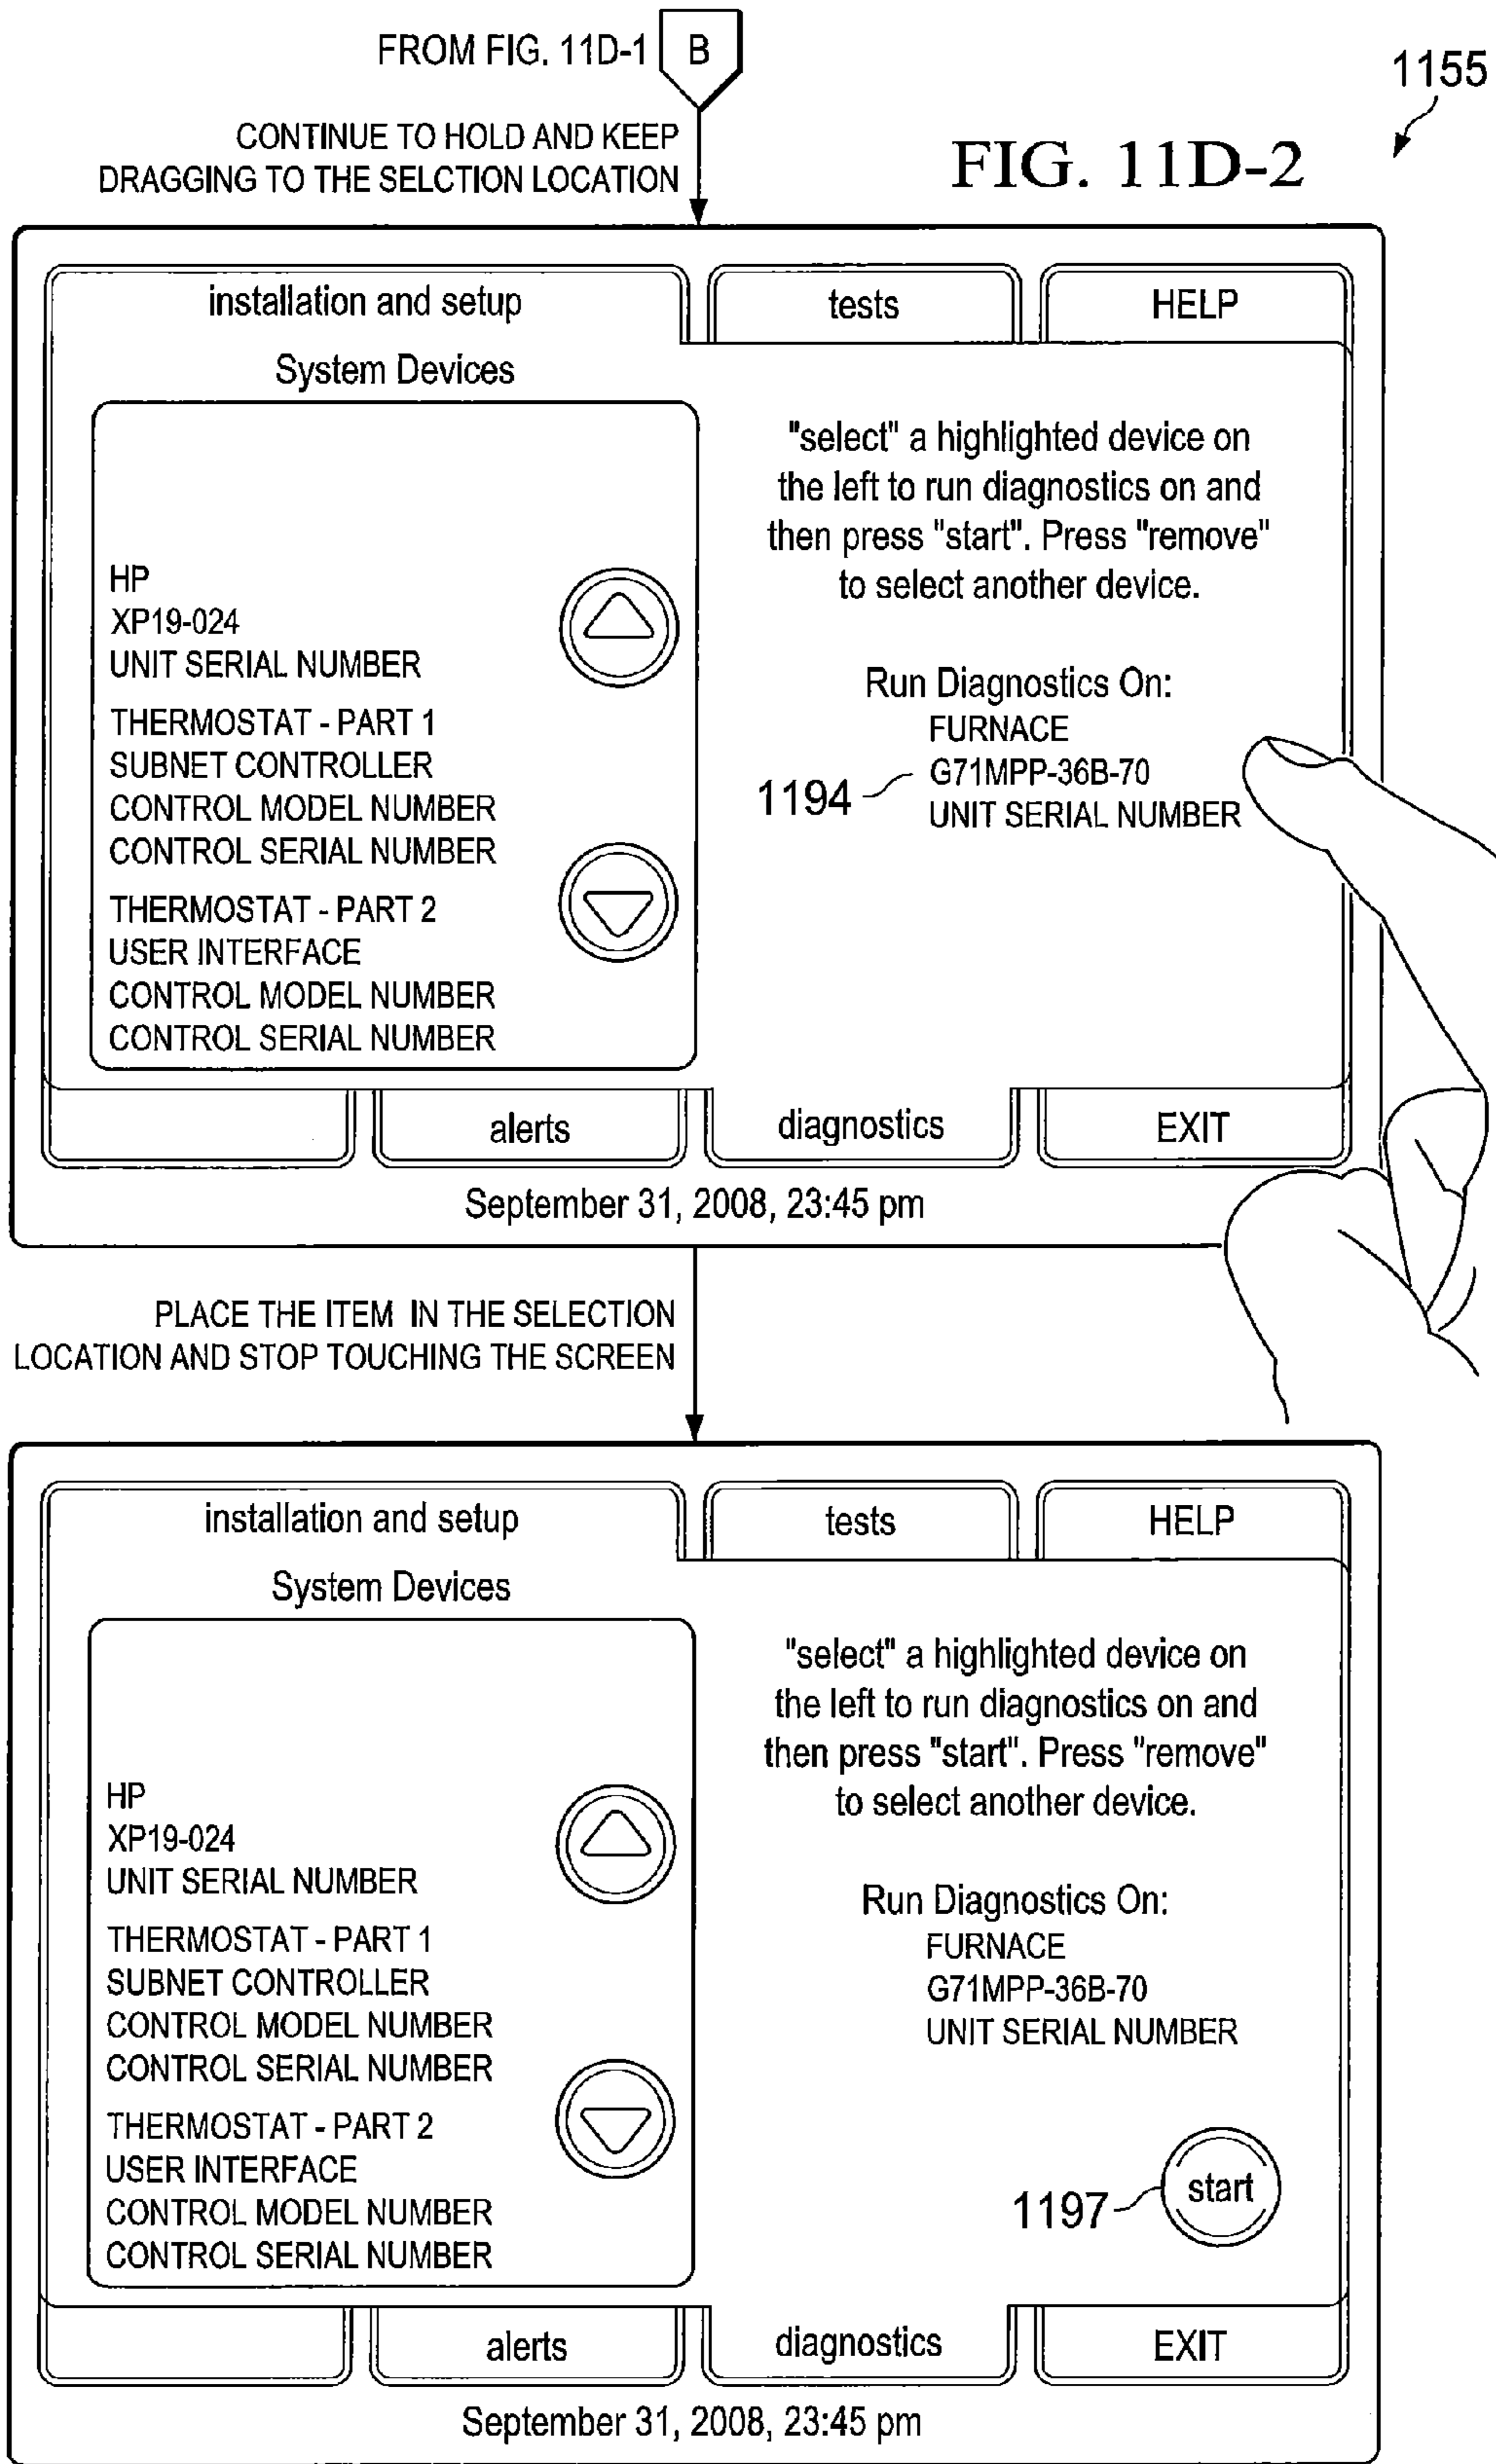 FROM FIG. 11D-1
B
1155
CONTINUE TO HOLD AND KEEP
DRAGGING TO THE SELCTION LOCATION
FIG. 11D-2
installation and setup
tests
HELP
System Devices
"select" a highlighted device on
the left to run diagnostics on and
then press "start". Press "remove"
to select another device.
HP
XP19-024
UNIT SERIAL NUMBER
THERMOSTAT - PART 1
SUBNET CONTROLLER
CONTROL MODEL NUMBER
CONTROL SERIAL NUMBER
THERMOSTAT - PART 2
USER INTERFACE
CONTROL MODEL NUMBER
CONTROL SERIAL NUMBER
Run Diagnostics On:
FURNACE
1194
G71MPP-36B-70
UNIT SERIAL NUMBER
alerts
diagnostics
EXIT
September 31, 2008, 23:45 pm
PLACE THE ITEM IN THE SELECTION
LOCATION AND STOP TOUCHING THE SCREEN
installation and setup
tests
HELP
System Devices
"select" a highlighted device on
the left to run diagnostics on and
then press "start". Press "remove"
to select another device.
HP
XP19-024
UNIT SERIAL NUMBER
THERMOSTAT - PART 1
SUBNET CONTROLLER
CONTROL MODEL NUMBER
CONTROL SERIAL NUMBER
THERMOSTAT - PART 2
USER INTERFACE
CONTROL MODEL NUMBER
CONTROL SERIAL NUMBER
Run Diagnostics On:
FURNACE
G71MPP-36B-70
UNIT SERIAL NUMBER
1197
start
alerts
diagnostics
EXIT
September 31, 2008, 23:45 pm